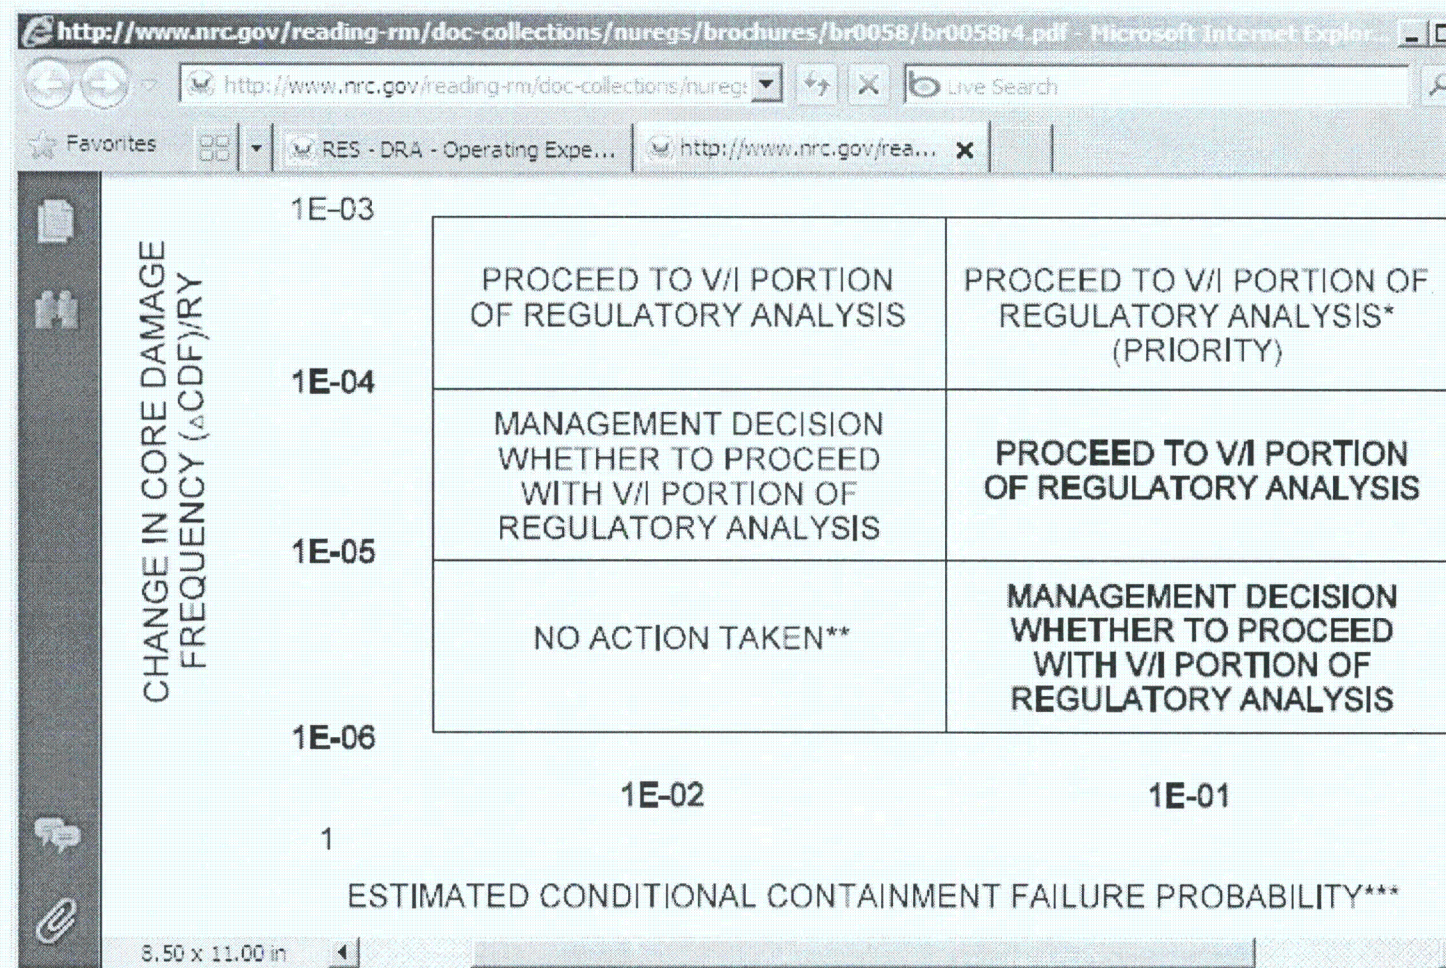 http://www.nrc.gov/reading-rm/doc-collections/nuregs/brochures/br0058/br0058r4.pdf - Microsoft Internet Explor...
http://www.nrc.gov/reading-rm/doc-collections/nuregs
Live Search
Favorites
RES - DRA - Operating Expe...
http://www.nrc.gov/rea...
CHANGE IN CORE DAMAGE
FREQUENCY (△CDF)/RY
1E-03
PROCEED TO V/I PORTION
OF REGULATORY ANALYSIS
PROCEED TO V/I PORTION OF
REGULATORY ANALYSIS*
(PRIORITY)
1E-04
MANAGEMENT DECISION
WHETHER TO PROCEED
WITH V/I PORTION OF
REGULATORY ANALYSIS
PROCEED TO V/I PORTION
OF REGULATORY ANALYSIS
1E-05
NO ACTION TAKEN**
MANAGEMENT DECISION
WHETHER TO PROCEED
WITH V/I PORTION OF
REGULATORY ANALYSIS
1E-06
1E-02
1E-01
1
ESTIMATED CONDITIONAL CONTAINMENT FAILURE PROBABILITY***
8.50 x 11.00 in